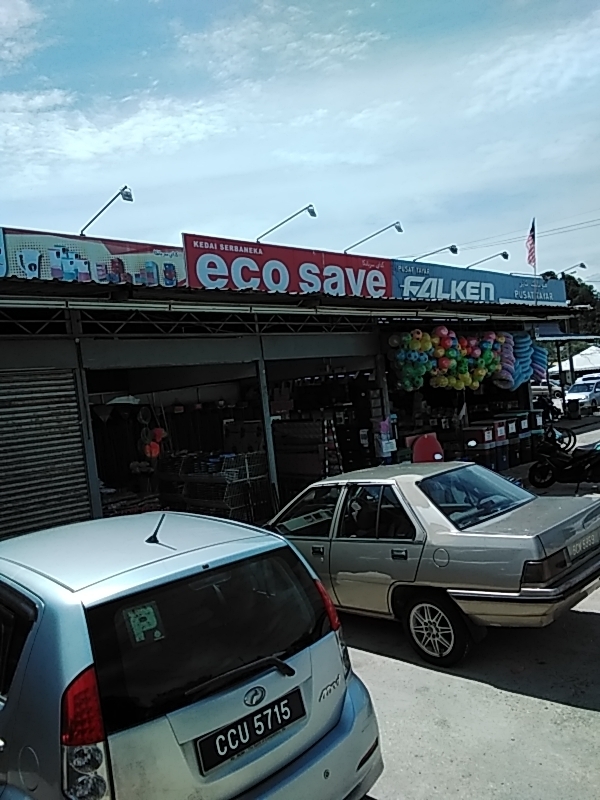 KEDAI SERBANEKA
eco save
PUSAT TAYAR
FALKEN
PUSAT TAYAR
P
CCU 5715